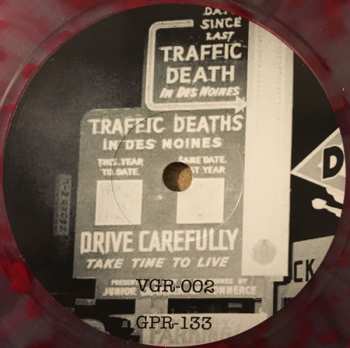 DAYS
SINCE
LAST
TRAFFIC
DEATH
IN DES MOINES
TRAFFIC DEATHS
IN DES MOINES
THIS YEAR
TO DATE
SAME DATE
LAST YEAR
DRIVE CAREFULLY
TAKE TIME TO LIVE
JUNIOR
COMMERCE
D
CK
VGR-002
GPR-133